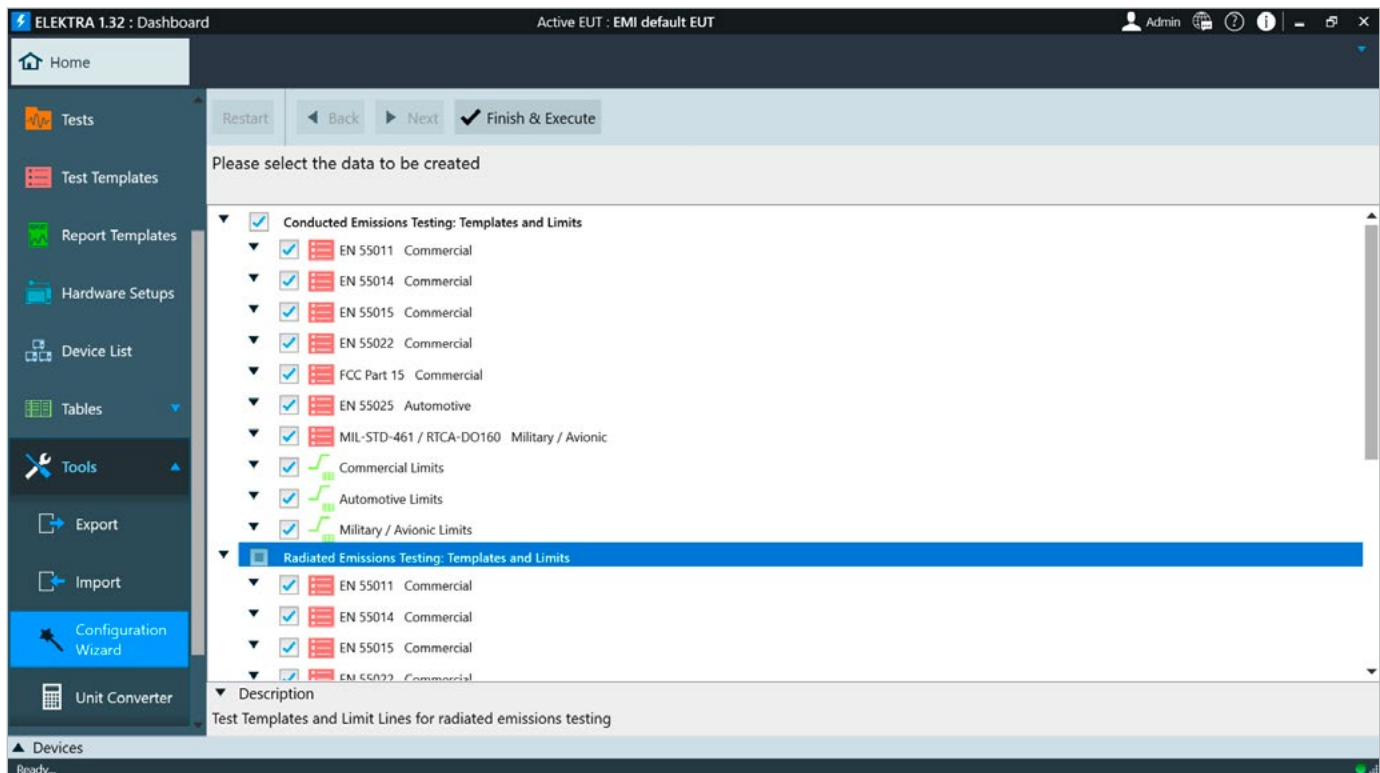 ELEKTRA 1.32 : Dashboard
Active EUT : EMI default EUT
Admin
Home
Tests
Test Templates
Report Templates
Hardware Setups
Device List
Tables
Tools
Export
Import
Configuration
Wizard
Unit Converter
Restart
Back
Next
Finish & Execute
Please select the data to be created
Conducted Emissions Testing: Templates and Limits
EN 55011 Commercial
EN 55014 Commercial
EN 55015 Commercial
EN 55022 Commercial
FCC Part 15 Commercial
EN 55025 Automotive
MIL-STD-461 / RTCA-DO160 Military / Avionic
Commercial Limits
Automotive Limits
Military / Avionic Limits
Radiated Emissions Testing: Templates and Limits
EN 55011 Commercial
EN 55014 Commercial
EN 55015 Commercial
EN 55022 Commercial
Description
Test Templates and Limit Lines for radiated emissions testing
Devices
Ready...